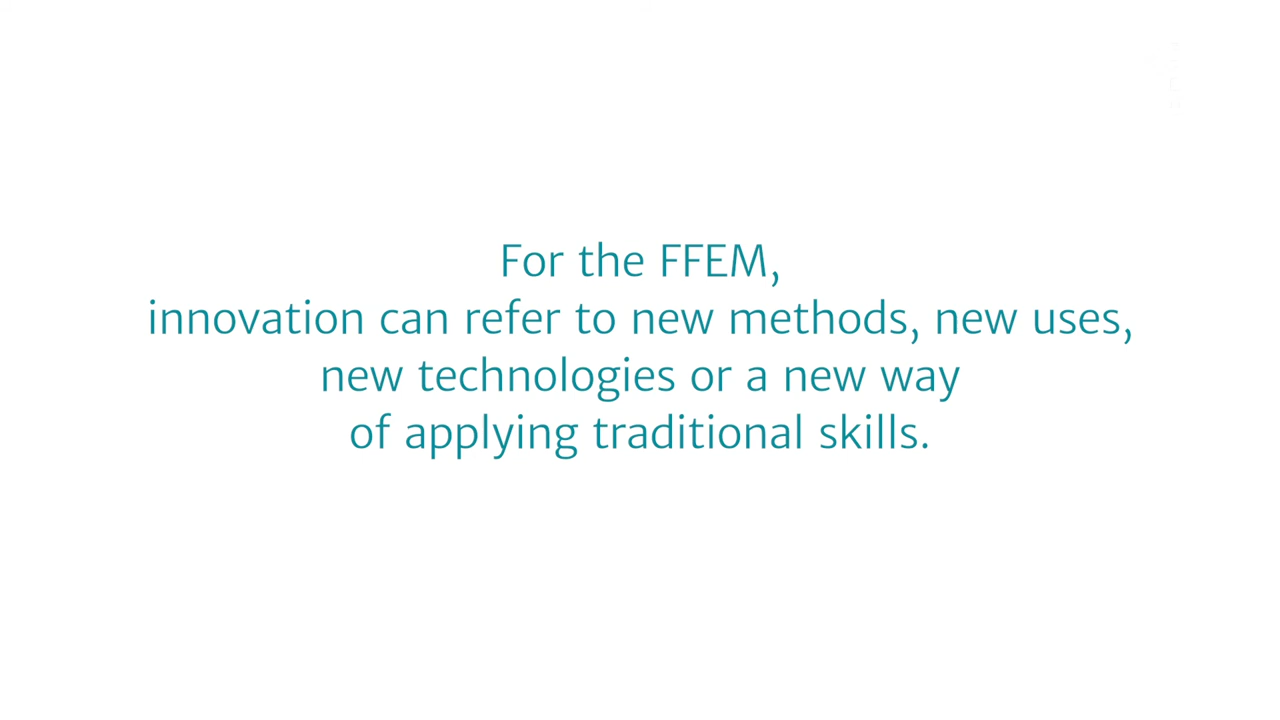 For the FFEM,
innovation can refer to new methods, new uses,
new technologies or a new way
of applying traditional skills.